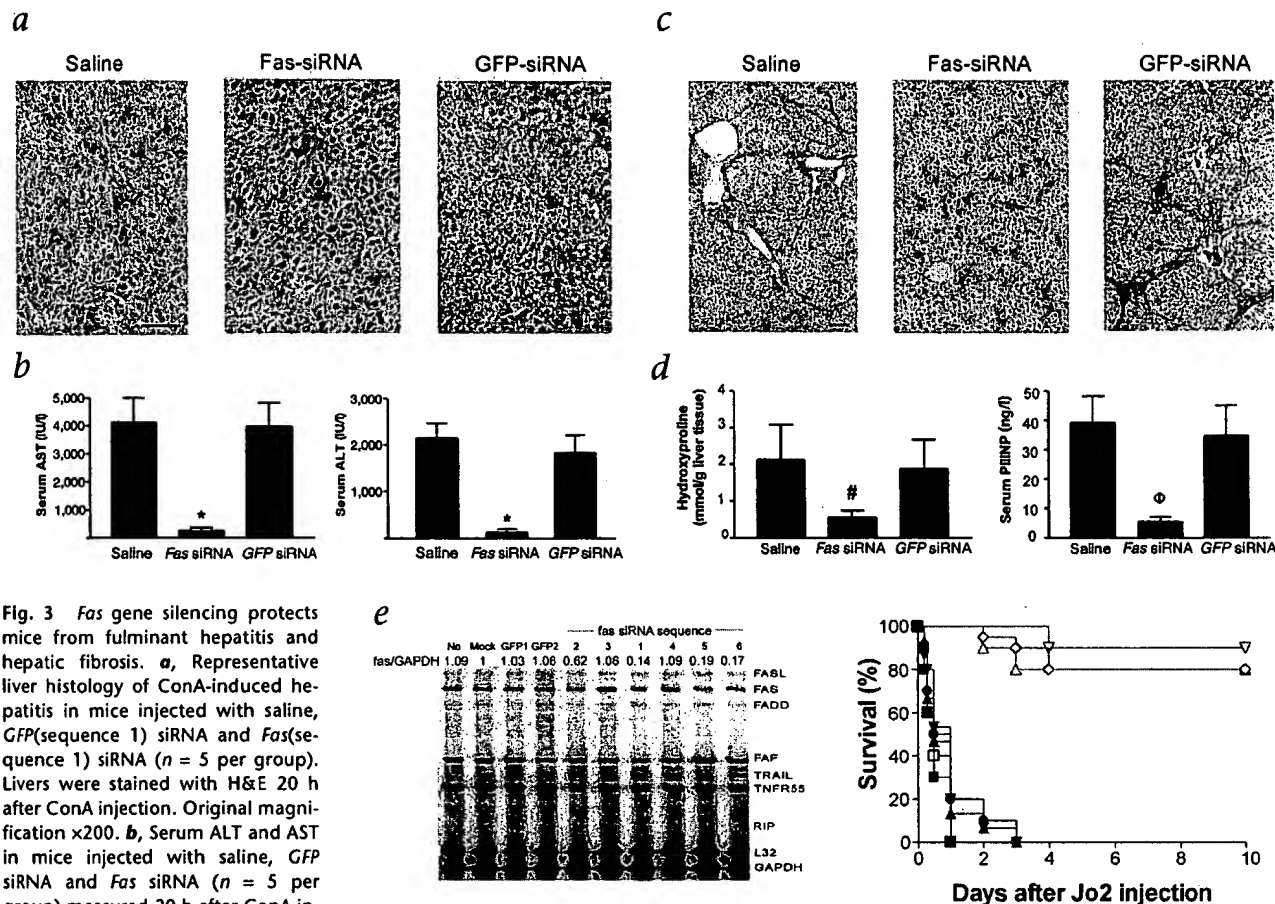 a
Saline Fas-siRNA GFP-siRNA
c
Saline Fas-siRNA GFP-siRNA
b
Serum AST (IU/l)
5,000
4,000
3,000
2,000
1,000
*
Saline Fas siRNA GFP siRNA
Serum ALT (IU/l)
3,000
2,000
1,000
*
Saline Fas siRNA GFP siRNA
d
Hydroxyproline
(mmol/g liver tissue)
4
3
2
1
0
#
Saline Fas siRNA GFP siRNA
Serum PIIINP (ng/l)
50
40
30
20
10
0
Φ
Saline Fas siRNA GFP siRNA
Fig. 3 Fas gene silencing protects
mice from fulminant hepatitis and
hepatic fibrosis. a, Representative
liver histology of ConA-induced he-
patitis in mice injected with saline,
GFP(sequence 1) siRNA and Fas(se-
quence 1) siRNA (n = 5 per group).
Livers were stained with H&E 20 h
after ConA injection. Original magni-
fication x200. b, Serum ALT and AST
in mice injected with saline, GFP
siRNA and Fas siRNA (n = 5 per
e
fas siRNA sequence
No Mock GFP1 GFP2 2 3 1 4 5 6
fas/GAPDH 1.09 1 1.03 1.06 0.62 1.06 0.14 1.09 0.19 0.17
FASL
FAS
FADD
FAF
TRAIL
TNFR55
RIP
L32
GAPDH
Survival (%)
100
80
60
40
20
0
0 2 4 6 8 10
Days after Jo2 injection